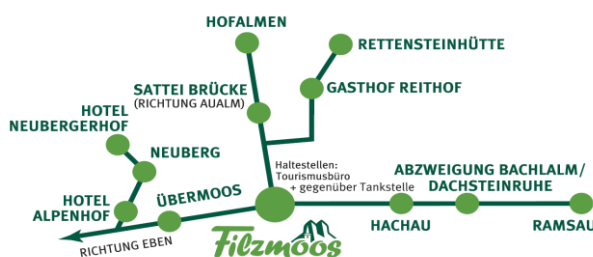 HOFALMEN
RETTENSTEINHÜTTE
SATTEI BRÜCKE
(RICHTUNG AUALM)
GASTHOF REITHOF
HOTEL
NEUBERGERHOF
NEUBERG
Haltestellen:
Tourismusbüro
+ gegenüber Tankstelle
ABZWEIGUNG BACHLALM/
DACHSTEINRUHE
HOTEL
ALPENHOF
ÜBERMOOS
HACHAU
RAMSAU
RICHTUNG EBEN
Filzmoos